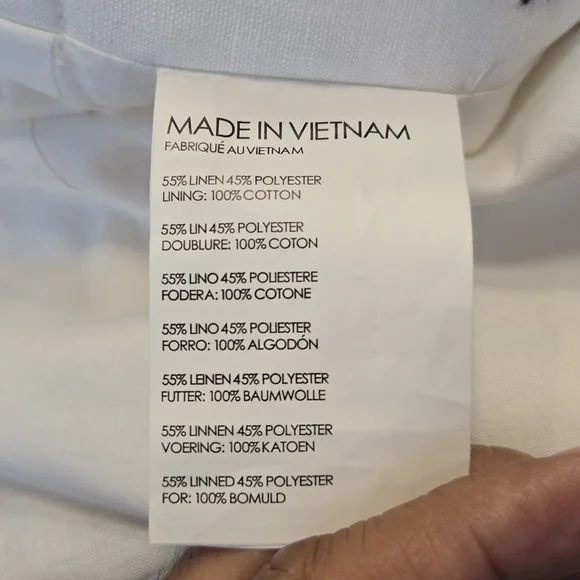 MADE IN VIETNAM
FABRIQUÉ AU VIETNAM
55% LINEN 45% POLYESTER
LINING: 100% COTTON
55% LIN 45% POLYESTER
DOUBLURE: 100% COTON
55% LINO 45% POLIESTERE
FODERA: 100% COTONE
55% LINO 45% POLIESTER
FORRO: 100% ALGODÓN
55% LEINEN 45% POLYESTER
FUTTER: 100% BAUMWOLLE
55% LINNEN 45% POLYESTER
VOERING: 100% KATOEN
55% LINNED 45% POLYESTER
FOR: 100% BOMULD